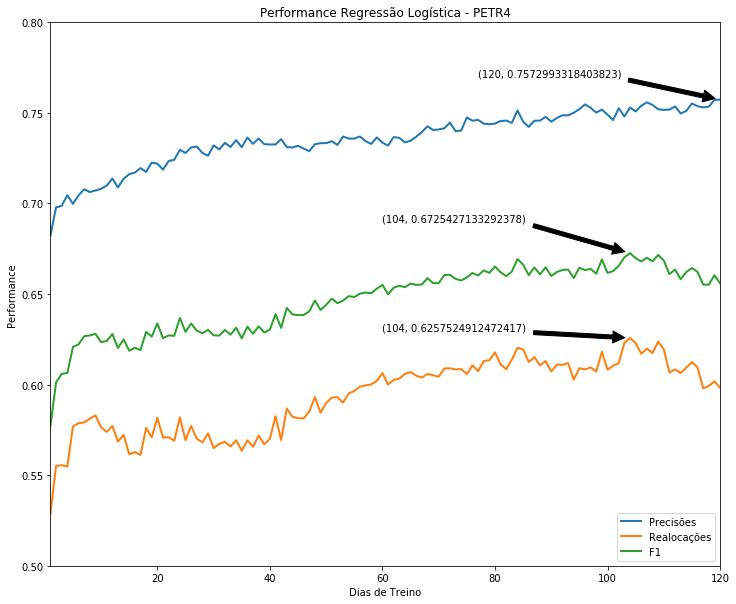 Performance Regressão Logística - PETR4
0.80
(120, 0.7572993318403823)
0.75
0.70
(104, 0.6725427133292378)
0.65
Performance
(104, 0.6257524912472417)
0.60
0.55
Precisões
Realocações
F1
0.50
20
40
60
80
100
120
Dias de Treino